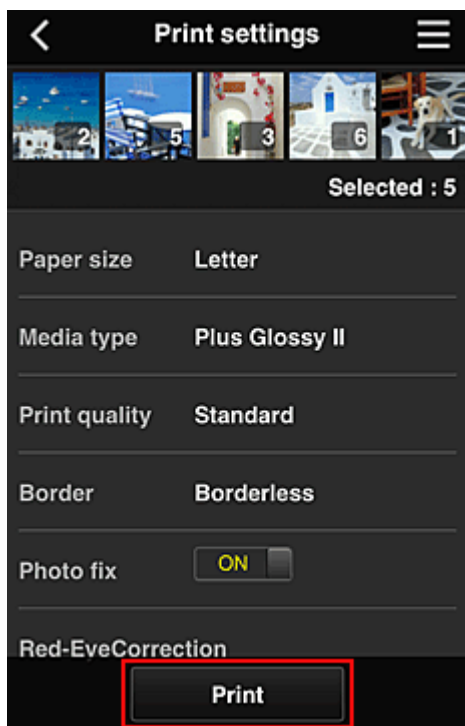 Print settings
2 5 3 6 1
Selected : 5
Paper size Letter
Media type Plus Glossy II
Print quality Standard
Border Borderless
Photo fix ON
Red-EyeCorrection
Print